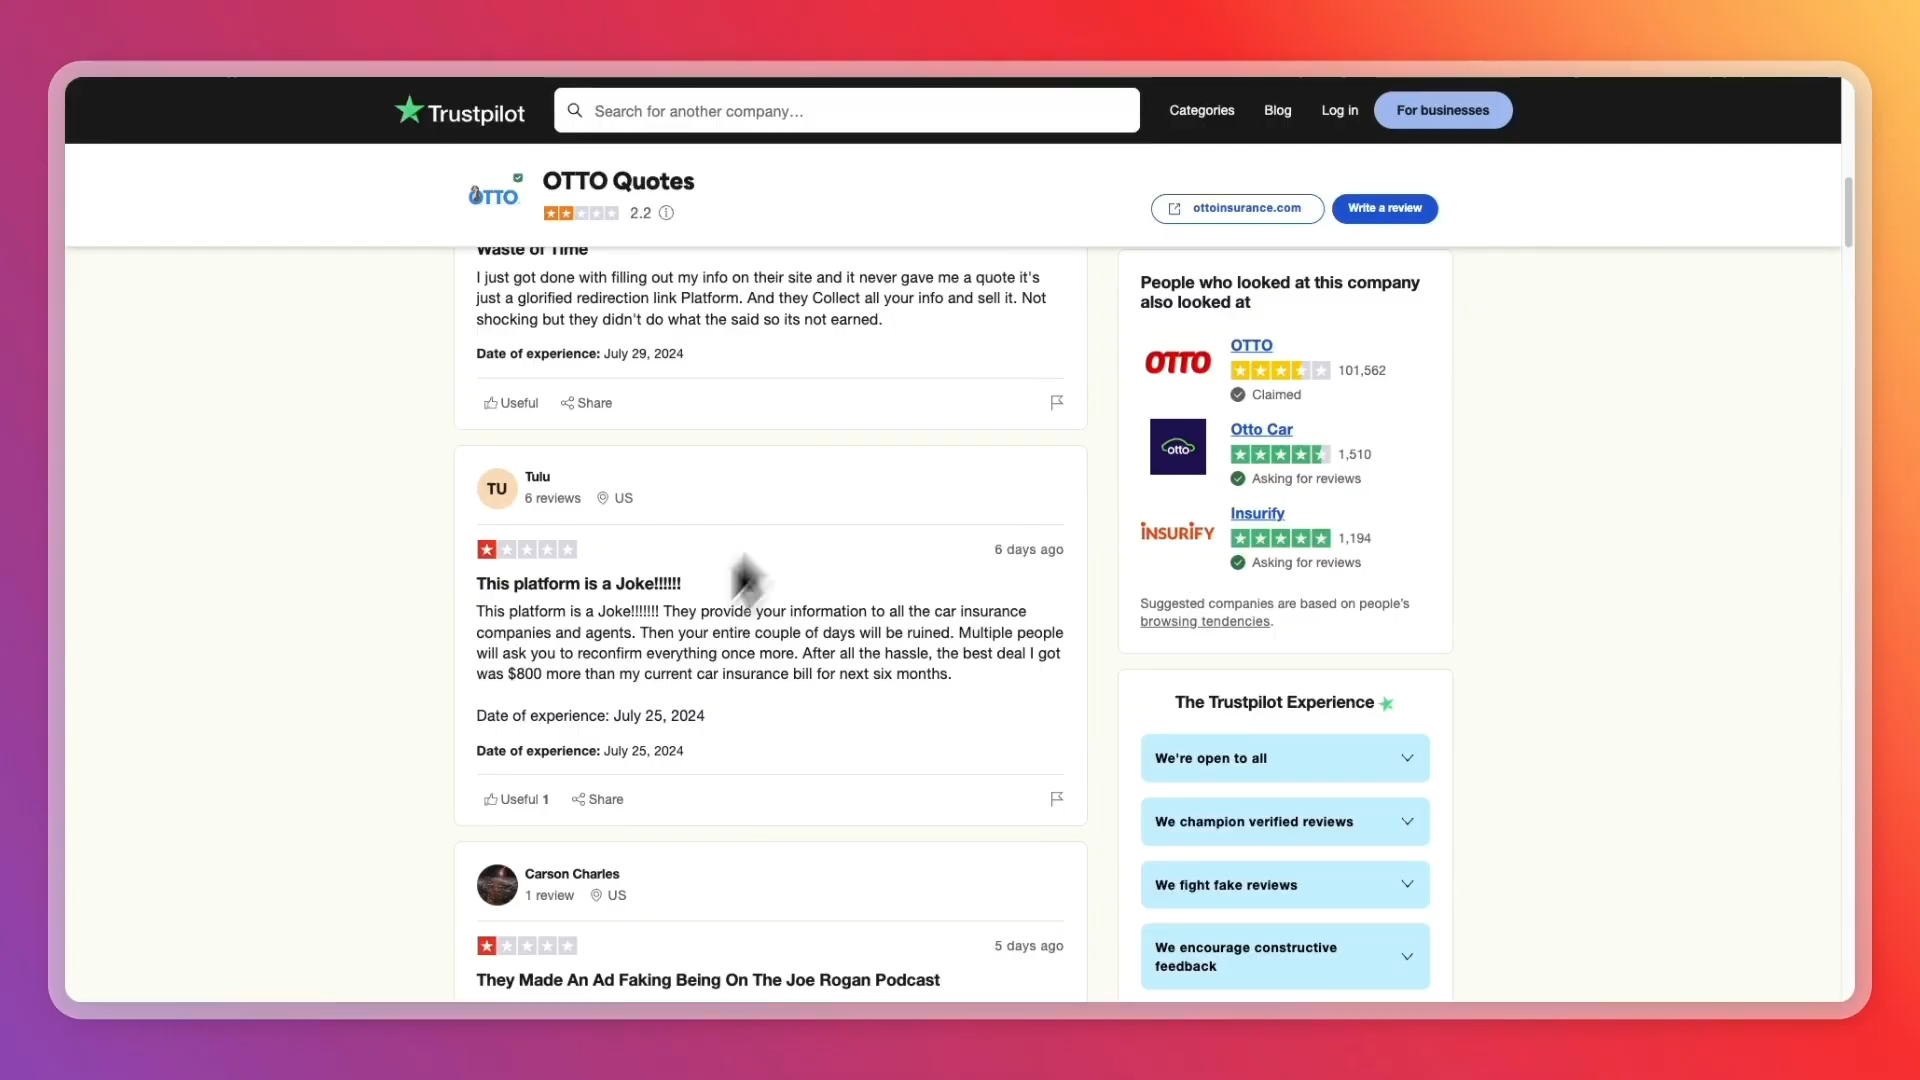 Trustpilot
Search for another company…
Categories
Blog
Log in
For businesses
OTTO
OTTO Quotes
2.2
ottoinsurance.com
Write a review
Waste of Time
I just got done with filling out my info on their site and it never gave me a quote it's
just a glorified redirection link Platform. And they Collect all your info and sell it. Not
shocking but they didn't do what the said so its not earned.
Date of experience: July 29, 2024
Useful
Share
TU
Tulu
6 reviews
US
6 days ago
This platform is a Joke!!!!!!
This platform is a Joke!!!!!!! They provide your information to all the car insurance
companies and agents. Then your entire couple of days will be ruined. Multiple people
will ask you to reconfirm everything once more. After all the hassle, the best deal I got
was $800 more than my current car insurance bill for next six months.
Date of experience: July 25, 2024
Date of experience: July 25, 2024
Useful 1
Share
Carson Charles
1 review
US
5 days ago
They Made An Ad Faking Being On The Joe Rogan Podcast
People who looked at this company
also looked at
OTTO
OTTO
101,562
Claimed
otto
Otto Car
1,510
Asking for reviews
INSURIFY
Insurify
1,194
Asking for reviews
Suggested companies are based on people's
browsing tendencies.
The Trustpilot Experience
We're open to all
We champion verified reviews
We fight fake reviews
We encourage constructive
feedback